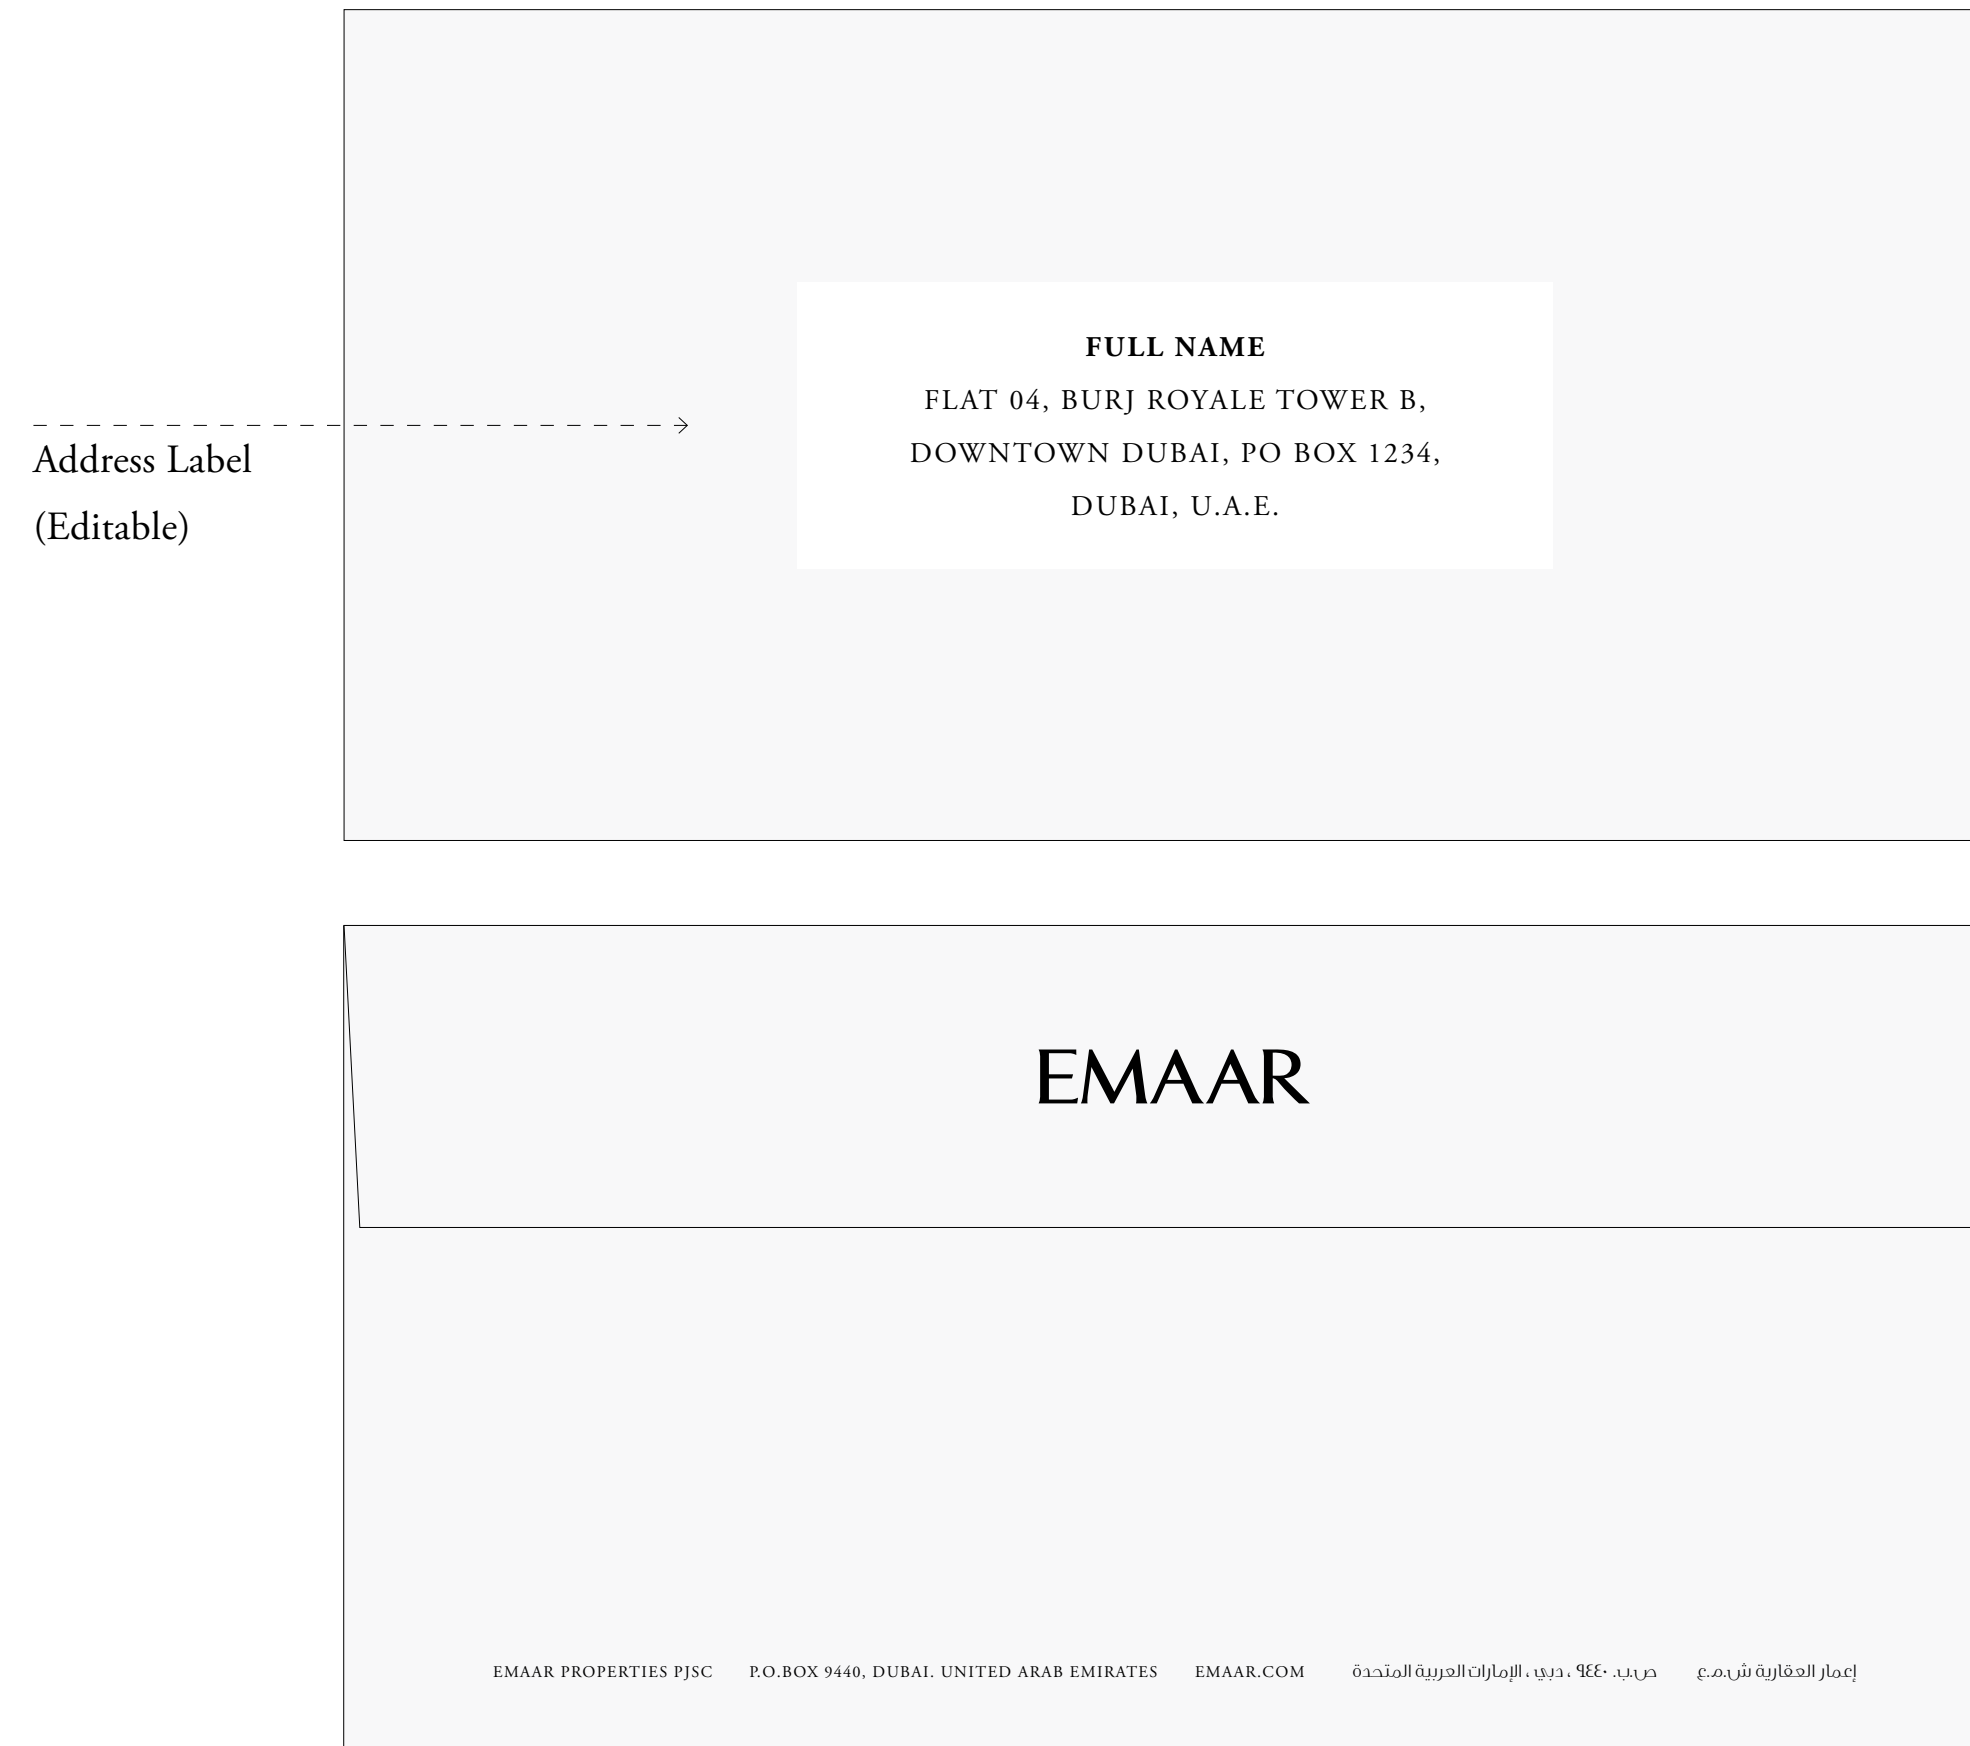 FULL NAME
FLAT 04, BURJ ROYALE TOWER B,
DOWNTOWN DUBAI, PO BOX 1234,
DUBAI, U.A.E.
Address Label
(Editable)
EMAAR
EMAAR PROPERTIES PJSC P.O.BOX 9440, DUBAI. UNITED ARAB EMIRATES EMAAR.COM إعمار العقارية ش.م.ع ص.ب. ٩٤٤٠ ، دبي ، الإمارات العربية المتحدة